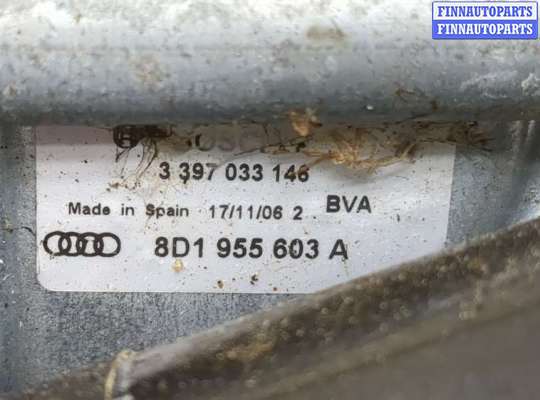 FINNAUTOPARTS
FINNAUTOPARTS
3 397 033 146
Made in Spain 17/11/06 2 BVA
8D1 955 603 A